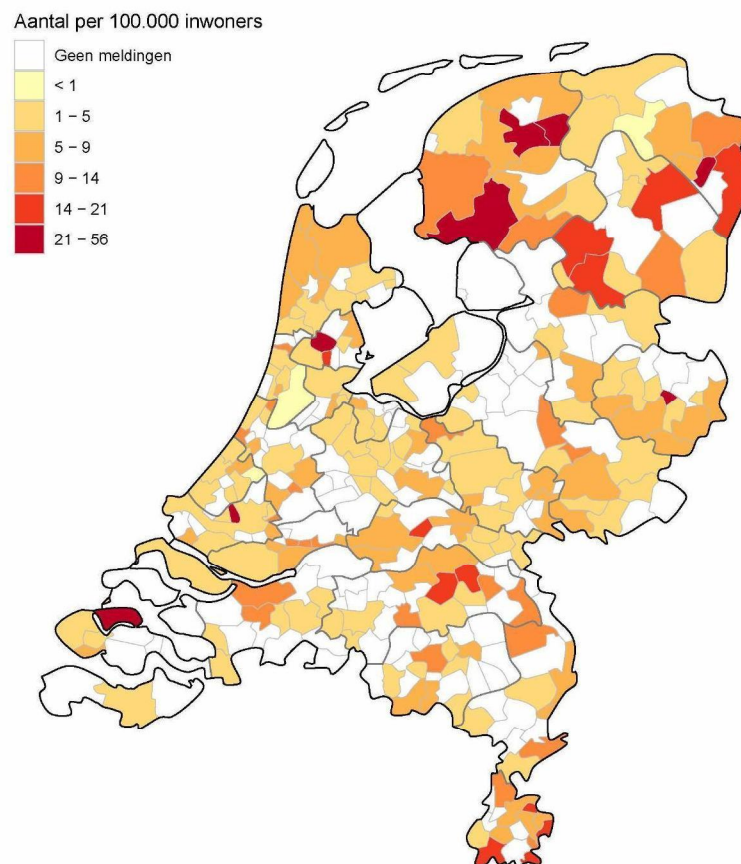 Aantal per 100.000 inwoners
Geen meldingen
< 1
1 – 5
5 – 9
9 – 14
14 – 21
21 – 56